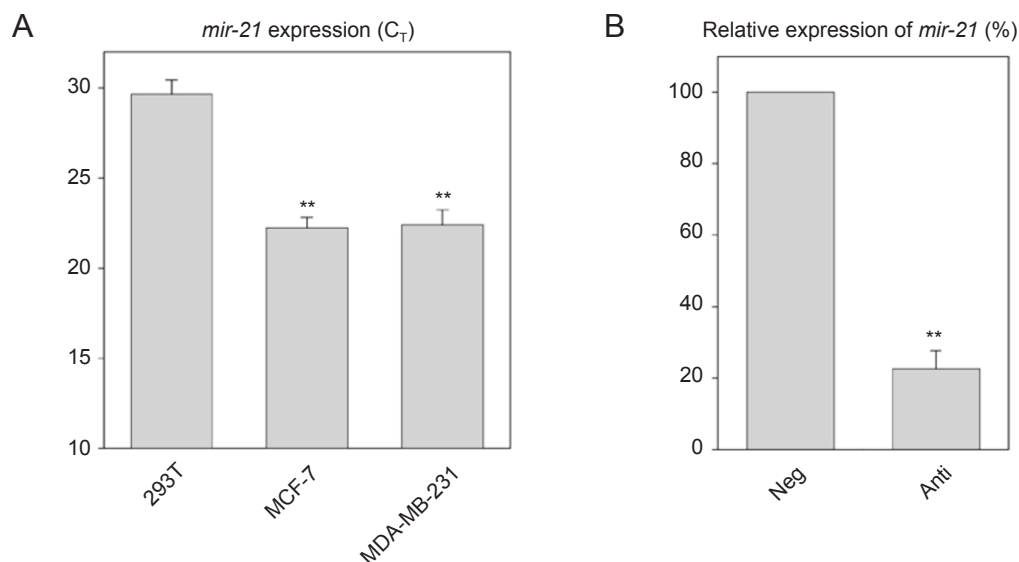 A
mir-21 expression (CT)
30
25
20
15
10
**
**
293T
MCF-7
MDA-MB-231
B
Relative expression of mir-21 (%)
100
80
60
40
20
0
**
Neg
Anti